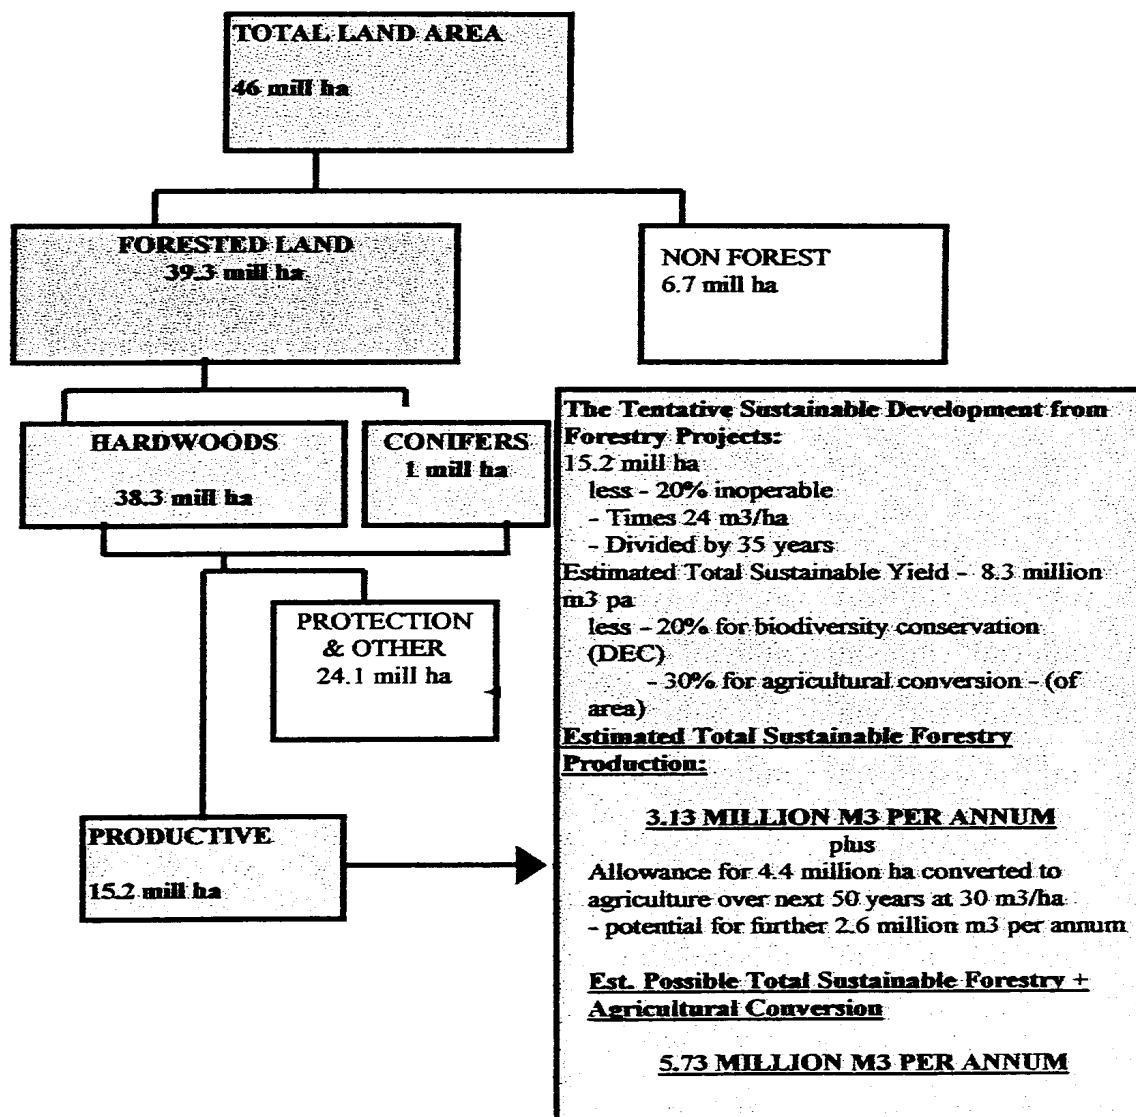 TOTAL LAND AREA
46 mill ha
FORESTED LAND
39.3 mill ha
NON FOREST
6.7 mill ha
HARDWOODS
38.3 mill ha
CONIFERS
1 mill ha
PROTECTION
& OTHER
24.1 mill ha
PRODUCTIVE
15.2 mill ha
The Tentative Sustainable Development from
Forestry Projects:
15.2 mill ha
less - 20% inoperable
- Times 24 m3/ha
- Divided by 35 years
Estimated Total Sustainable Yield - 8.3 million
m3 pa
less - 20% for biodiversity conservation
(DEC)
- 30% for agricultural conversion - (of
area)
Estimated Total Sustainable Forestry
Production:
3.13 MILLION M3 PER ANNUM
plus
Allowance for 4.4 million ha converted to
agriculture over next 50 years at 30 m3/ha
- potential for further 2.6 million m3 per annum
Est. Possible Total Sustainable Forestry +
Agricultural Conversion
5.73 MILLION M3 PER ANNUM